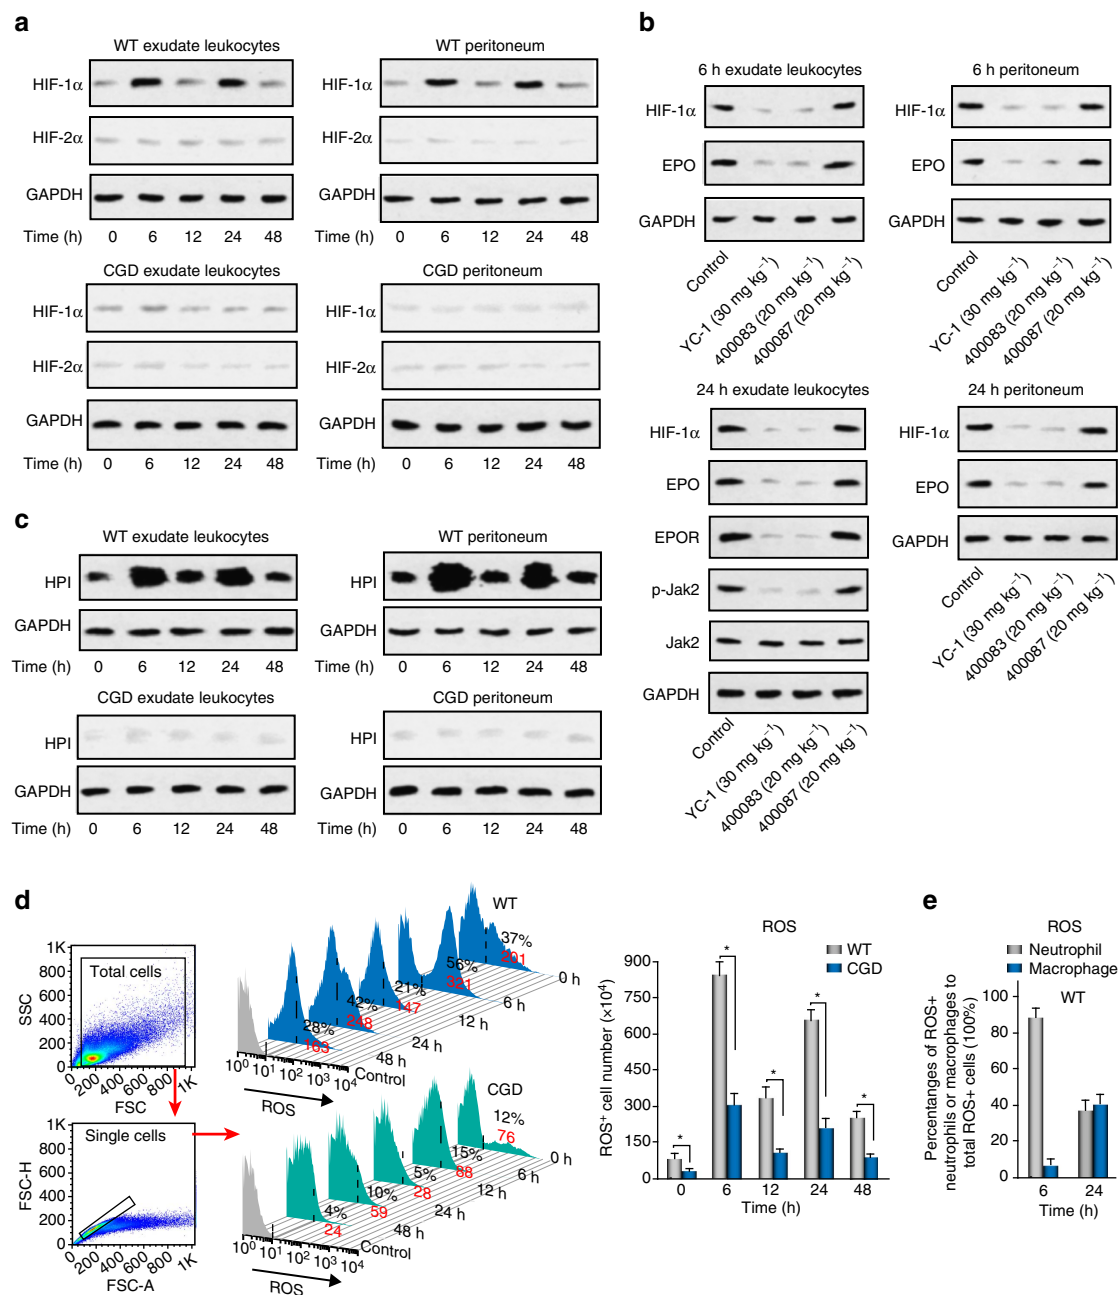 a
WT exudate leukocytes
HIF-1α
HIF-2α
GAPDH
Time (h) 0 6 12 24 48
WT peritoneum
HIF-1α
HIF-2α
GAPDH
Time (h) 0 6 12 24 48
CGD exudate leukocytes
HIF-1α
HIF-2α
GAPDH
Time (h) 0 6 12 24 48
CGD peritoneum
HIF-1α
HIF-2α
GAPDH
Time (h) 0 6 12 24 48
b
6 h exudate leukocytes
HIF-1α
EPO
GAPDH
Control
YC-1 (30 mg kg⁻¹)
400083 (20 mg kg⁻¹)
400087 (20 mg kg⁻¹)
6 h peritoneum
HIF-1α
EPO
GAPDH
Control
YC-1 (30 mg kg⁻¹)
400083 (20 mg kg⁻¹)
400087 (20 mg kg⁻¹)
24 h exudate leukocytes
HIF-1α
EPO
EPOR
p-Jak2
Jak2
GAPDH
Control
YC-1 (30 mg kg⁻¹)
400083 (20 mg kg⁻¹)
400087 (20 mg kg⁻¹)
24 h peritoneum
HIF-1α
EPO
GAPDH
Control
YC-1 (30 mg kg⁻¹)
400083 (20 mg kg⁻¹)
400087 (20 mg kg⁻¹)
c
WT exudate leukocytes
HPI
GAPDH
Time (h) 0 6 12 24 48
WT peritoneum
HPI
GAPDH
Time (h) 0 6 12 24 48
CGD exudate leukocytes
HPI
GAPDH
Time (h) 0 6 12 24 48
CGD peritoneum
HPI
GAPDH
Time (h) 0 6 12 24 48
d
1K
800
600
400
200
0
SSC
Total cells
0 200 400 600 800 1K
FSC
1K
800
600
400
200
0
FSC-H
Single cells
0 200 400 600 800 1K
FSC-A
WT
37%
201
0 h
56%
321
6 h
21%
147
12 h
42%
248
24 h
28%
163
48 h
Control
10⁰ 10¹ 10² 10³ 10⁴
ROS
CGD
12%
76
0 h
15%
88
6 h
5%
28
12 h
10%
59
24 h
4%
24
48 h
Control
10⁰ 10¹ 10² 10³ 10⁴
ROS
ROS
WT
CGD
ROS⁺ cell number (×10⁴)
900
750
600
450
300
150
0
* * * * *
0 6 12 24 48
Time (h)
e
ROS
Neutrophil
Macrophage
WT
Percentanges of ROS+
neutrophils or macrophages to
total ROS+ cells (100%)
100
80
60
40
20
0
6 24
Time (h)